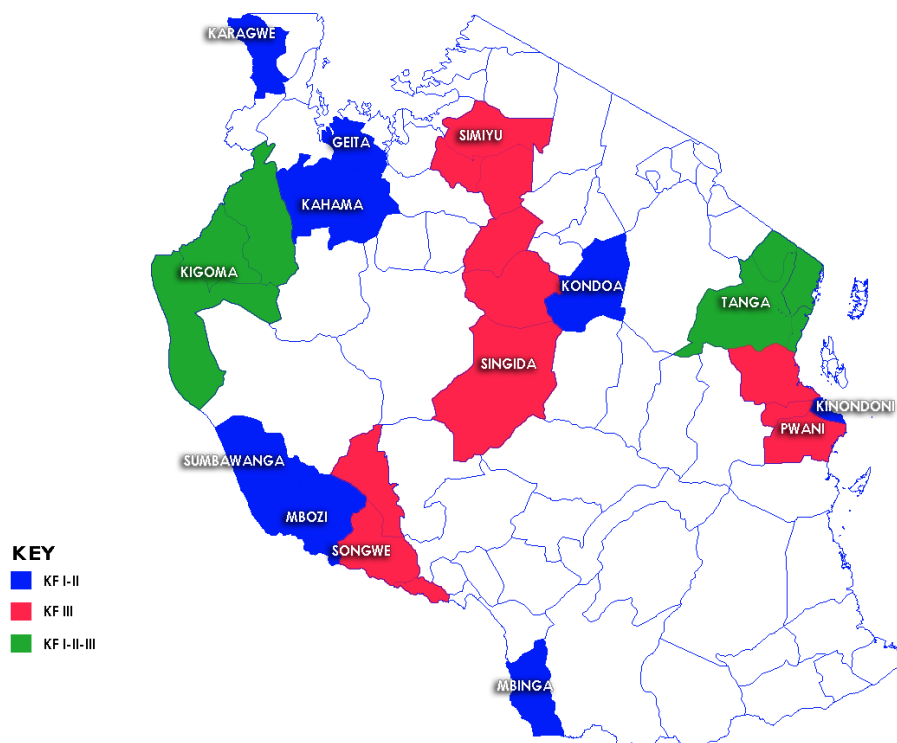 KARAGWE
SIMIYU
GEITA
KAHAMA
KIGOMA
KONDOA
TANGA
SINGIDA
KINONDONI
PWANI
SUMBAWANGA
MBOZI
SONGWE
MBINGA
KEY
KF I-II
KF III
KF I-II-III